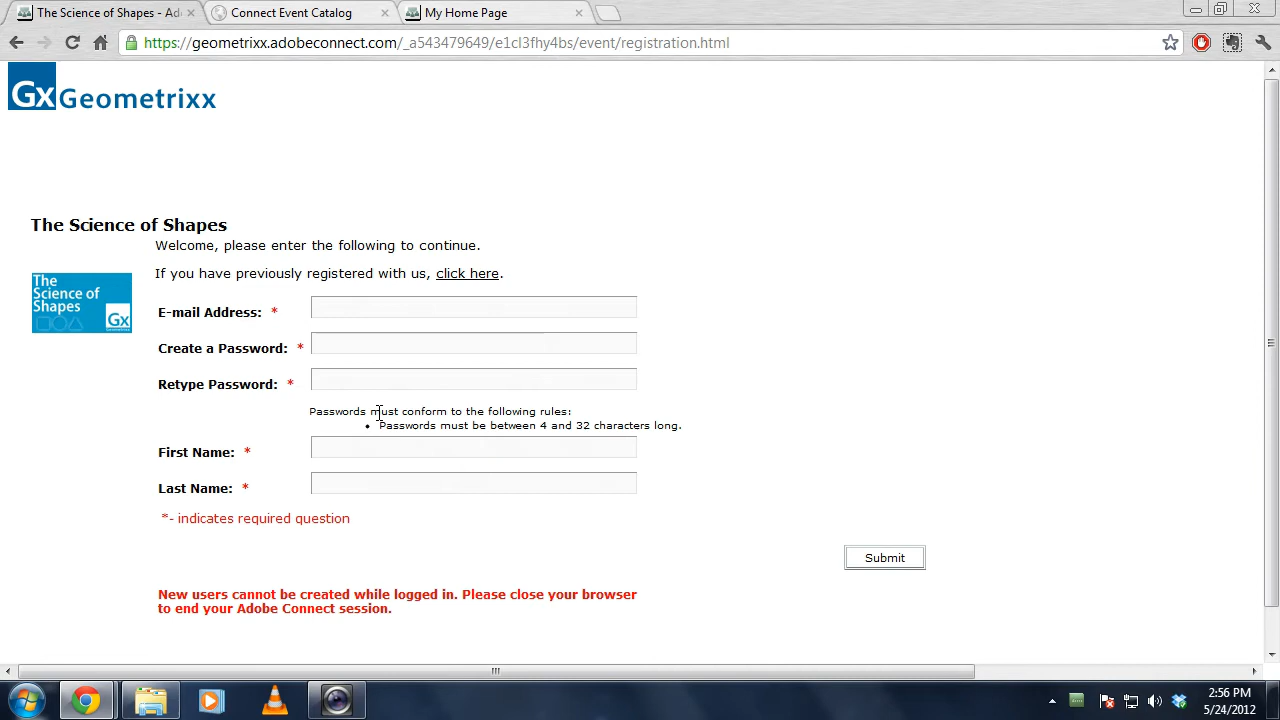 The Science of Shapes - Ad
Connect Event Catalog
My Home Page
https://geometrixx.adobeconnect.com/_a543479649/e1cl3fhy4bs/event/registration.html
Gx Geometrixx
The Science of Shapes
Welcome, please enter the following to continue.
If you have previously registered with us, click here.
The
Science of
Shapes
Gx
E-mail Address: *
Create a Password: *
Retype Password: *
Passwords must conform to the following rules:
• Passwords must be between 4 and 32 characters long.
First Name: *
Last Name: *
*- indicates required question
Submit
New users cannot be created while logged in. Please close your browser
to end your Adobe Connect session.
2:56 PM
5/24/2012